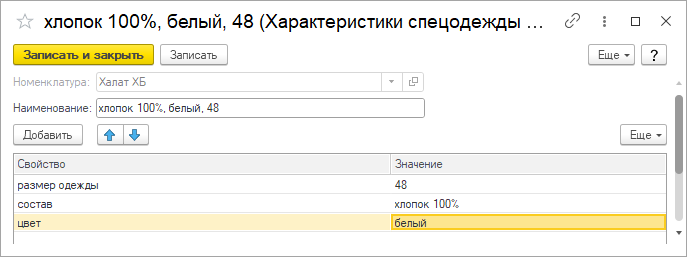 хлопок 100%, белый, 48 (Характеристики спецодежды ...
Записать и закрыть Записать Еще ?
Номенклатура: Халат ХБ
Наименование: хлопок 100%, белый, 48
Добавить Еще
Свойство Значение
размер одежды 48
состав хлопок 100%
цвет белый